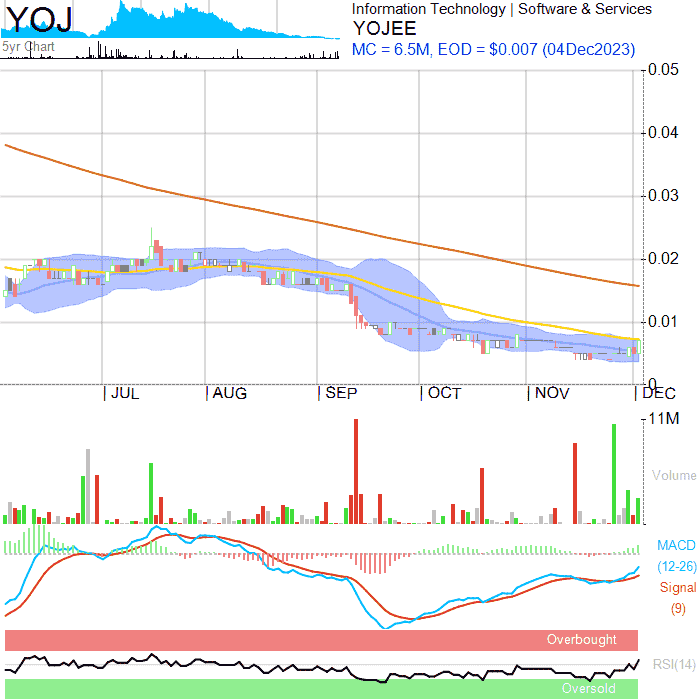 YOJ
5yr Chart
Information Technology | Software & Services
YOJEE
MC = 6.5M, EOD = $0.007 (04Dec2023)
0.05
0.04
0.03
0.02
0.01
0
JUL AUG SEP OCT NOV DEC
11M
Volume
MACD
(12-26)
Signal
(9)
Overbought
RSI(14)
Oversold